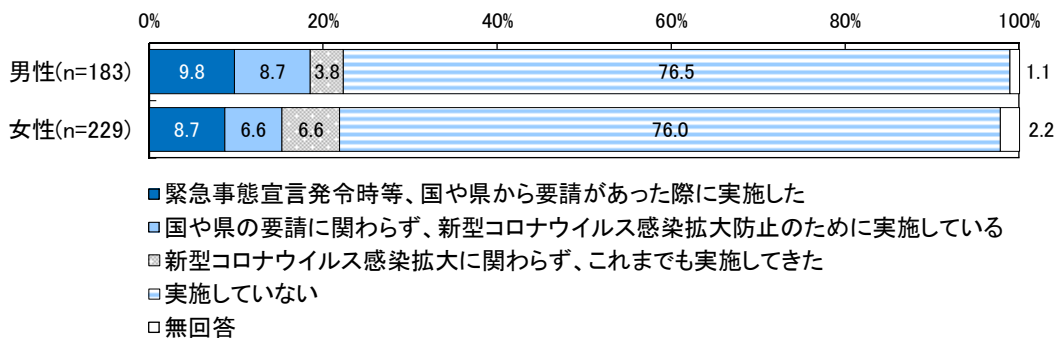 0% 20% 40% 60% 80% 100%
男性(n=183) 9.8 8.7 3.8 76.5 1.1
女性(n=229) 8.7 6.6 6.6 76.0 2.2
緊急事態宣言発令時等、国や県から要請があった際に実施した
国や県の要請に関わらず、新型コロナウイルス感染拡大防止のために実施している
新型コロナウイルス感染拡大に関わらず、これまでも実施してきた
実施していない
無回答